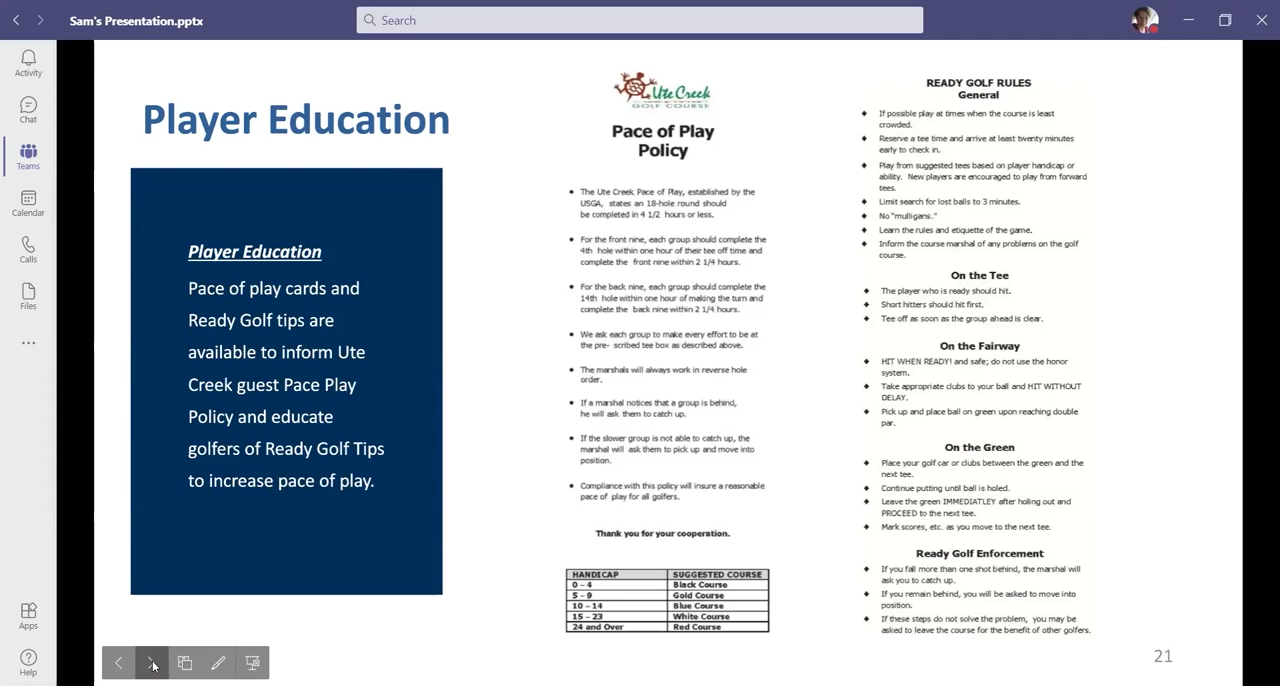 Sam's Presentation.pptx
Search
Activity
Chat
Teams
Calendar
Calls
Files
Apps
Help
Player Education
Player Education
Pace of play cards and
Ready Golf tips are
available to inform Ute
Creek guest Pace Play
Policy and educate
golfers of Ready Golf Tips
to increase pace of play.
Ute Creek
GOLF COURSE
Pace of Play
Policy
The Ute Creek Pace of Play, established by the
USGA, states an 18-hole round should
be completed in 4 1/2 hours or less.
For the front nine, each group should complete the
4th hole within one hour of their tee off time and
complete the front nine within 2 1/4 hours.
For the back nine, each group should complete the
14th hole within one hour of making the turn and
complete the back nine within 2 1/4 hours.
We ask each group to make every effort to be at
the pre- scribed tee box as described above.
The marshals will always work in reverse hole
order.
If a marshal notices that a group is behind,
he will ask them to catch up.
If the slower group is not able to catch up, the
marshal will ask them to pick up and move into
position.
Compliance with this policy will insure a reasonable
pace of play for all golfers.
Thank you for your cooperation.
HANDICAP SUGGESTED COURSE
0 – 4 Black Course
5 – 9 Gold Course
10 – 14 Blue Course
15 – 23 White Course
24 and Over Red Course
READY GOLF RULES
General
If possible play at times when the course is least
crowded.
Reserve a tee time and arrive at least twenty minutes
early to check in.
Play from suggested tees based on player handicap or
ability. New players are encouraged to play from forward
tees.
Limit search for lost balls to 3 minutes.
No "mulligans."
Learn the rules and etiquette of the game.
Inform the course marshal of any problems on the golf
course.
On the Tee
The player who is ready should hit.
Short hitters should hit first.
Tee off as soon as the group ahead is clear.
On the Fairway
HIT WHEN READY! and safe; do not use the honor
system.
Take appropriate clubs to your ball and HIT WITHOUT
DELAY.
Pick up and place ball on green upon reaching double
par.
On the Green
Place your golf car or clubs between the green and the
next tee.
Continue putting until ball is holed.
Leave the green IMMEDIATLEY after holing out and
PROCEED to the next tee.
Mark scores, etc. as you move to the next tee.
Ready Golf Enforcement
If you fall more than one shot behind, the marshal will
ask you to catch up.
If you remain behind, you will be asked to move into
position.
If these steps do not solve the problem, you may be
asked to leave the course for the benefit of other golfers.
21